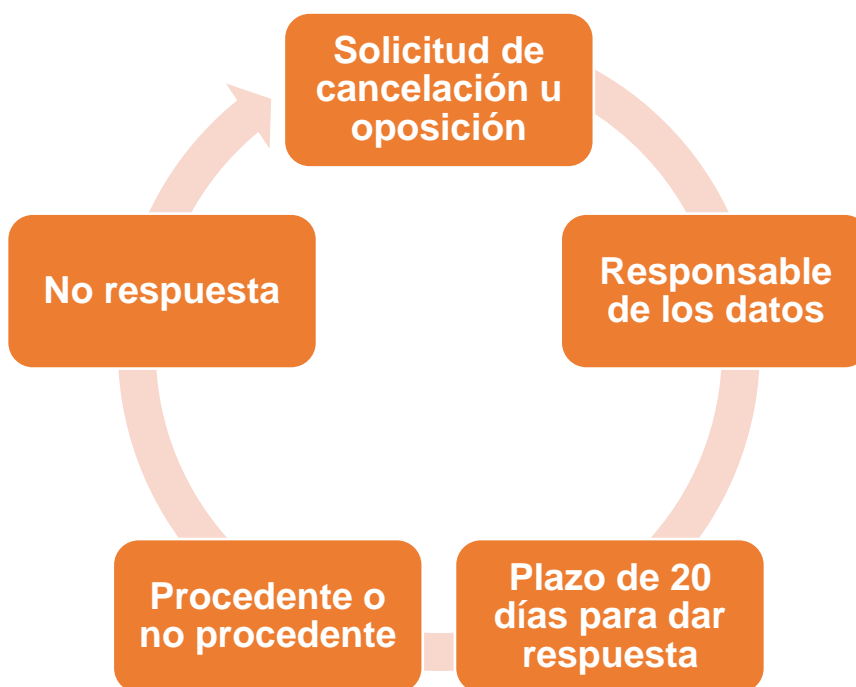 Solicitud de
cancelación u
oposición
Responsable
de los datos
Plazo de 20
días para dar
respuesta
Procedente o
no procedente
No respuesta